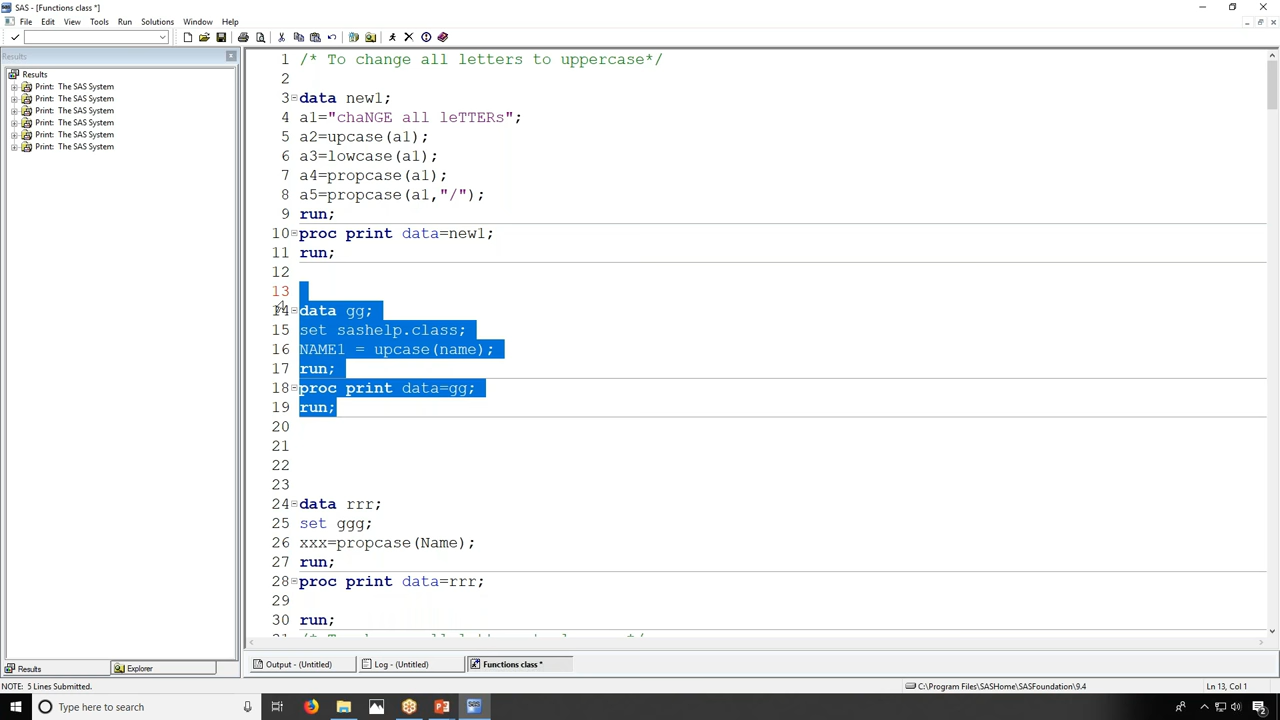 SAS - [Functions class *]
File Edit View Tools Run Solutions Window Help
Results
Results
Print: The SAS System
Print: The SAS System
Print: The SAS System
Print: The SAS System
Print: The SAS System
Print: The SAS System
1 /* To change all letters to uppercase*/
2
3 data new1;
4 a1="chaNGE all leTTERs";
5 a2=upcase(a1);
6 a3=lowcase(a1);
7 a4=propcase(a1);
8 a5=propcase(a1,"/");
9 run;
10 proc print data=new1;
11 run;
12
13
14 data gg;
15 set sashelp.class;
16 NAME1 = upcase(name);
17 run;
18 proc print data=gg;
19 run;
20
21
22
23
24 data rrr;
25 set ggg;
26 xxx=propcase(Name);
27 run;
28 proc print data=rrr;
29
30 run;
Results Explorer
Output - (Untitled) Log - (Untitled) Functions class *
NOTE: 5 Lines Submitted. C:\Program Files\SASHome\SASFoundation\9.4 Ln 13, Col 1
Type here to search